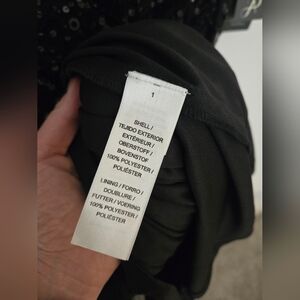 1
SHELL /
TEJIDO EXTERIOR
EXTÉRIEUR /
OBERSTOFF /
BOVENSTOF
100% POLYESTER /
POLIÉSTER
LINING / FORRO /
DOUBLURE /
FUTTER / VOERING
100% POLYESTER /
POLIÉSTER